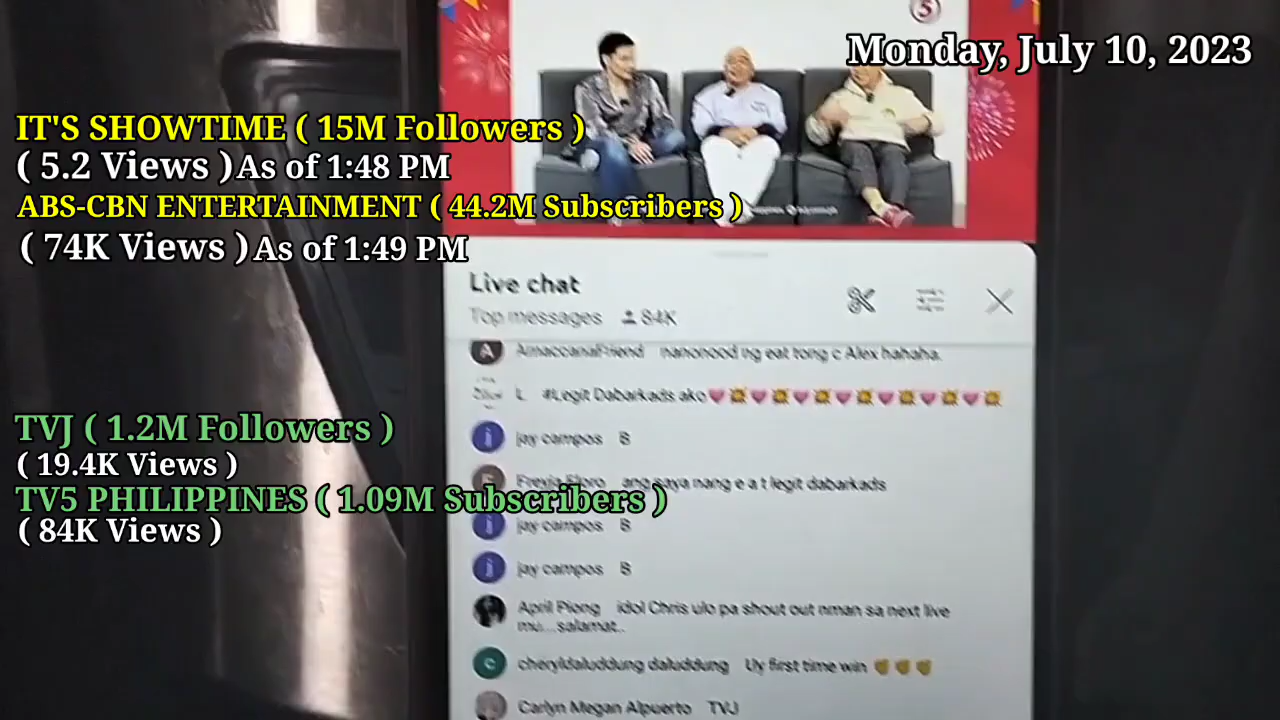 5
Monday, July 10, 2023
IT'S SHOWTIME ( 15M Followers )
( 5.2 Views ) As of 1:48 PM
ABS-CBN ENTERTAINMENT ( 44.2M Subscribers )
( 74K Views ) As of 1:49 PM
Live chat
Top messages 84K
A AmaccanaFriend nanonood ng eat tong c Alex hahaha.
L #Legit Dabarkads ako💗💥💗💥💗💥💗💥💗💥💗💥💗💥
TVJ ( 1.2M Followers )
j jay campos B
( 19.4K Views )
ang saya nang e a t legit dabarkads
TV5 PHILIPPINES ( 1.09M Subscribers )
j jay campos B
( 84K Views )
j jay campos B
April Piong idol Chris ulo pa shout out nman sa next live
mu...salamat..
c cheryldaluddung daluddung Uy first time win
Carlyn Megan Alpuerto TVJ